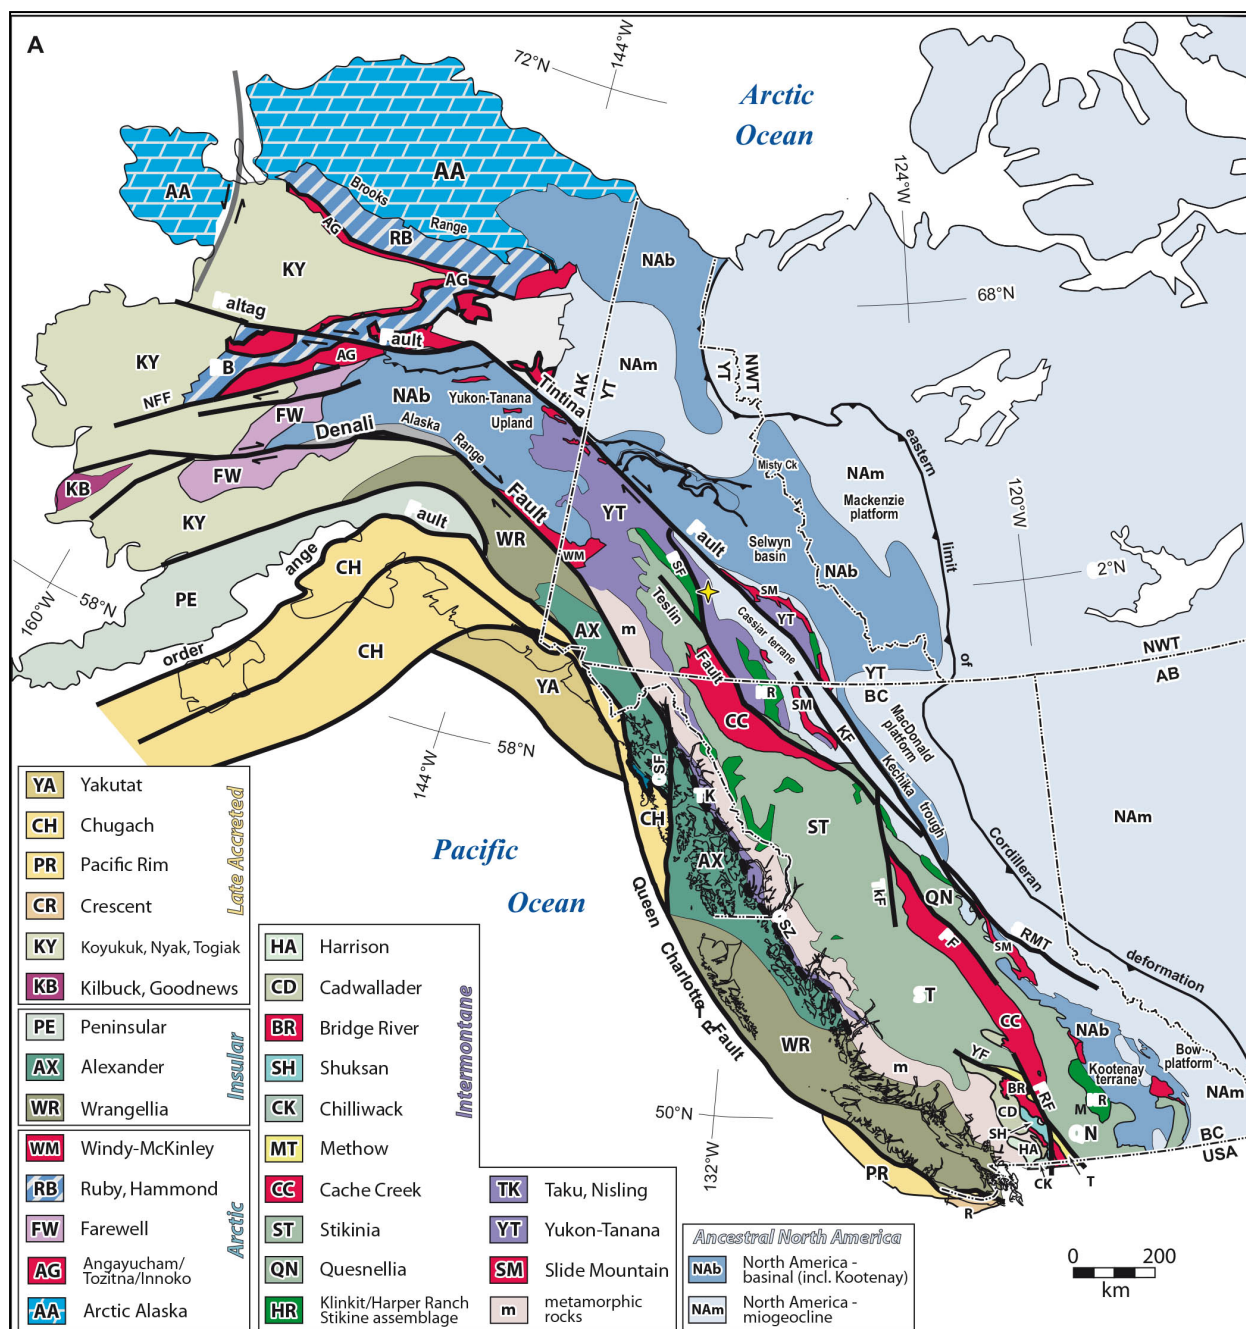 A
72°N
144°W
Arctic
Ocean
124°W
68°N
AA
AA
Brooks
Range
AG
RB
NAb
KY
AG
altag
ault
B
AG
KY
NFF
FW
NAb
Yukon-Tanana
Upland
Tintina
AK
YT
NAm
YT
NWT
eastern
limit
of
Cordilleran
deformation
Denali
Alaska
Range
Fault
FW
KB
KY
Misty Ck
NAm
Mackenzie
platform
120°W
2°N
YT
WR
ault
WM
ault
Selwyn
basin
NAb
SF
Teslin
Fault
SM
YT
Cassiar terrane
160°W
58°N
PE
ault
ange
order
CH
CH
YA
AX
m
NWT
AB
YT
BC
R
SM
CC
KF
MacDonald
platform
Kechika
trough
NAm
144°W
58°N
SF
CH
K
ST
AX
Pacific
Ocean
Queen
Charlotte
Fault
R
kF
QN
SZ
F
SM
RMT
T
CC
WR
m
YF
BR
CD
SH
HA
CK
RF
M
R
N
T
NAb
Kootenay
terrane
Bow
platform
NAm
BC
USA
50°N
132°W
PR
R
0 200
km
YA Yakutat
CH Chugach
PR Pacific Rim
CR Crescent
KY Koyukuk, Nyak, Togiak
KB Kilbuck, Goodnews
Late Accreted
PE Peninsular
AX Alexander
WR Wrangellia
Insular
WM Windy-McKinley
RB Ruby, Hammond
FW Farewell
AG Angayucham/
Tozitna/Innoko
AA Arctic Alaska
Arctic
HA Harrison
CD Cadwallader
BR Bridge River
SH Shuksan
CK Chilliwack
MT Methow
CC Cache Creek
ST Stikinia
QN Quesnellia
HR Klinkit/Harper Ranch
Stikine assemblage
Intermontane
TK Taku, Nisling
YT Yukon-Tanana
SM Slide Mountain
m metamorphic
rocks
Ancestral North America
NAb North America -
basinal (incl. Kootenay)
NAm North America -
miogeocline